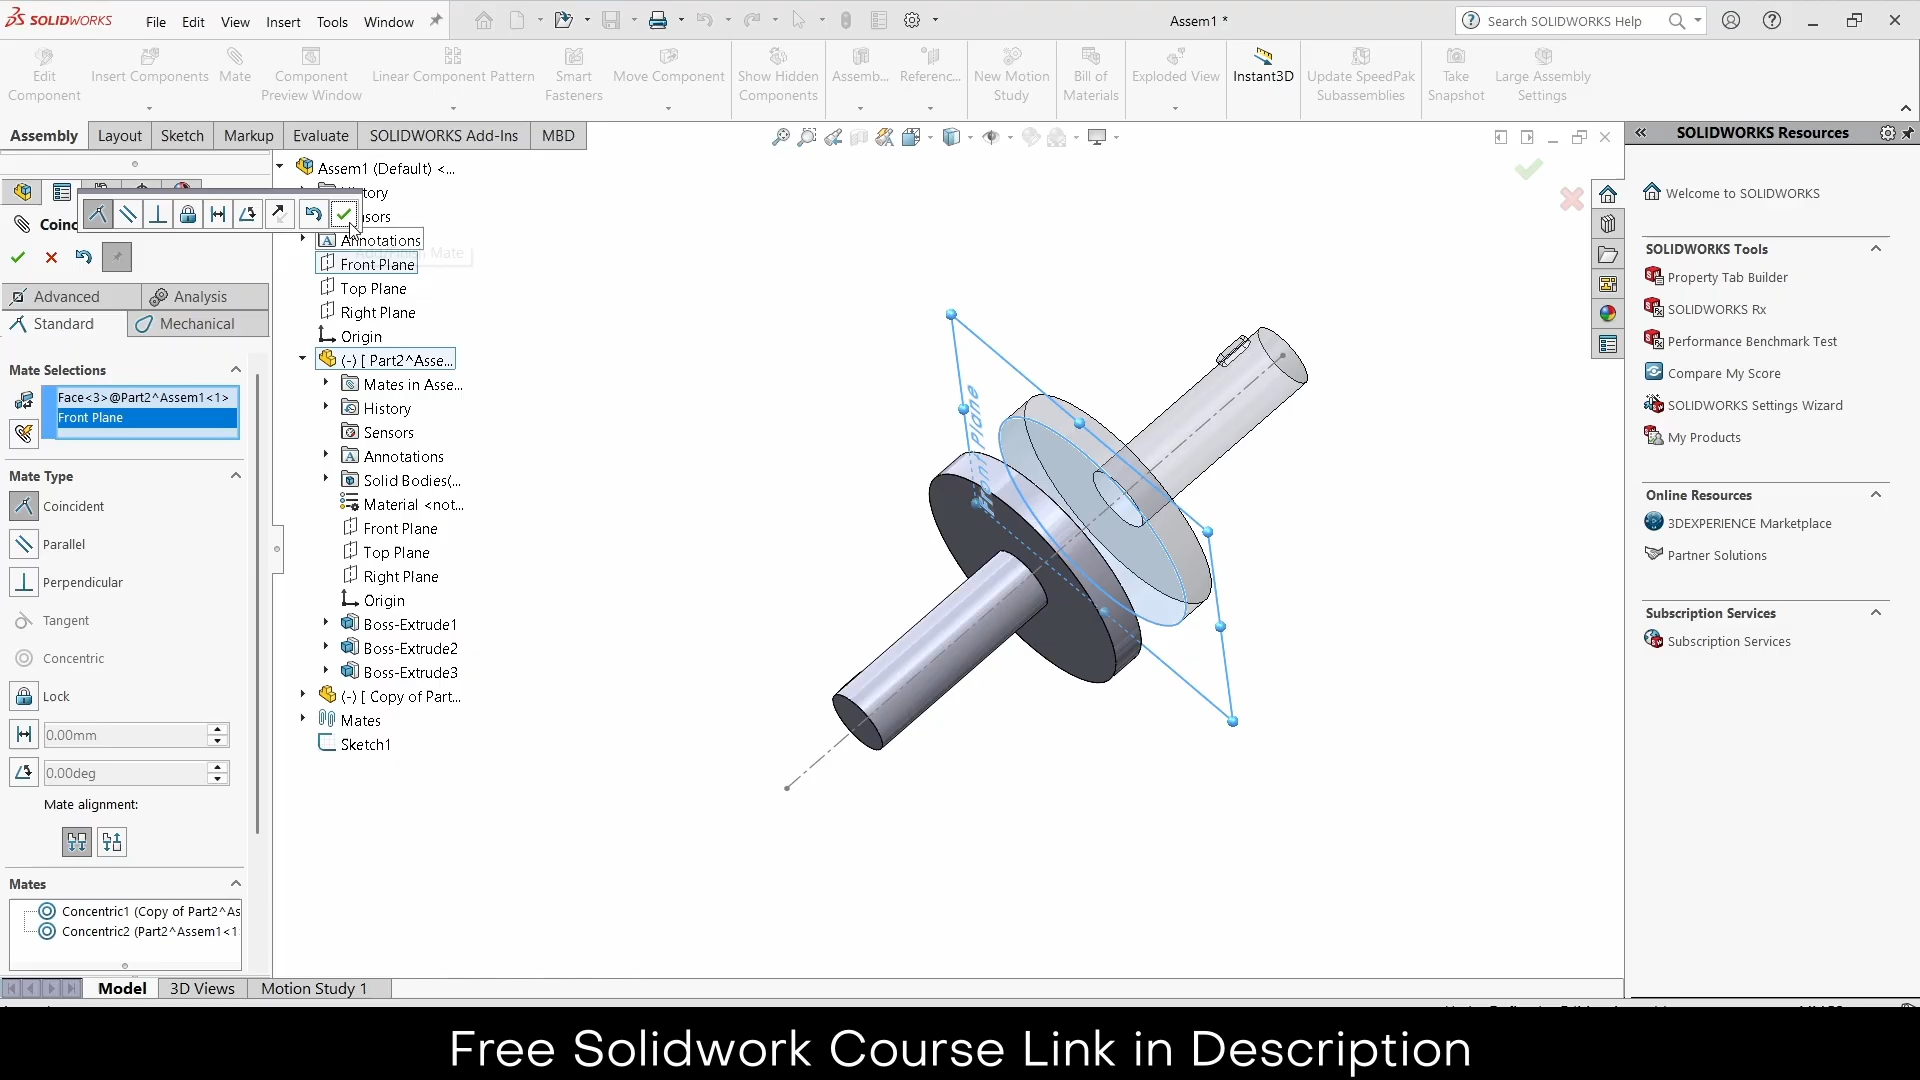 SOLIDWORKS
File Edit View Insert Tools Window
Assem1 *
Search SOLIDWORKS Help
Edit Component
Insert Components
Mate
Component Preview Window
Linear Component Pattern
Smart Fasteners
Move Component
Show Hidden Components
Assemb...
Referenc...
New Motion Study
Bill of Materials
Exploded View
Instant3D
Update SpeedPak Subassemblies
Take Snapshot
Large Assembly Settings
Assembly Layout Sketch Markup Evaluate SOLIDWORKS Add-Ins MBD
Coinc
Advanced Analysis
Standard Mechanical
Mate Selections
Face<3>@Part2^Assem1<1>
Front Plane
Mate Type
Coincident
Parallel
Perpendicular
Tangent
Concentric
Lock
0.00mm
0.00deg
Mate alignment:
Mates
Concentric1 (Copy of Part2^As
Concentric2 (Part2^Assem1<1
Assem1 (Default) <...
Annotations
Front Plane
Top Plane
Right Plane
Origin
(-) [ Part2^Asse...
Mates in Asse...
History
Sensors
Annotations
Solid Bodies(...
Material <not...
Front Plane
Top Plane
Right Plane
Origin
Boss-Extrude1
Boss-Extrude2
Boss-Extrude3
(-) [ Copy of Part...
Mates
Sketch1
Front Plane
SOLIDWORKS Resources
Welcome to SOLIDWORKS
SOLIDWORKS Tools
Property Tab Builder
SOLIDWORKS Rx
Performance Benchmark Test
Compare My Score
SOLIDWORKS Settings Wizard
My Products
Online Resources
3DEXPERIENCE Marketplace
Partner Solutions
Subscription Services
Subscription Services
Model 3D Views Motion Study 1
Free Solidwork Course Link in Description